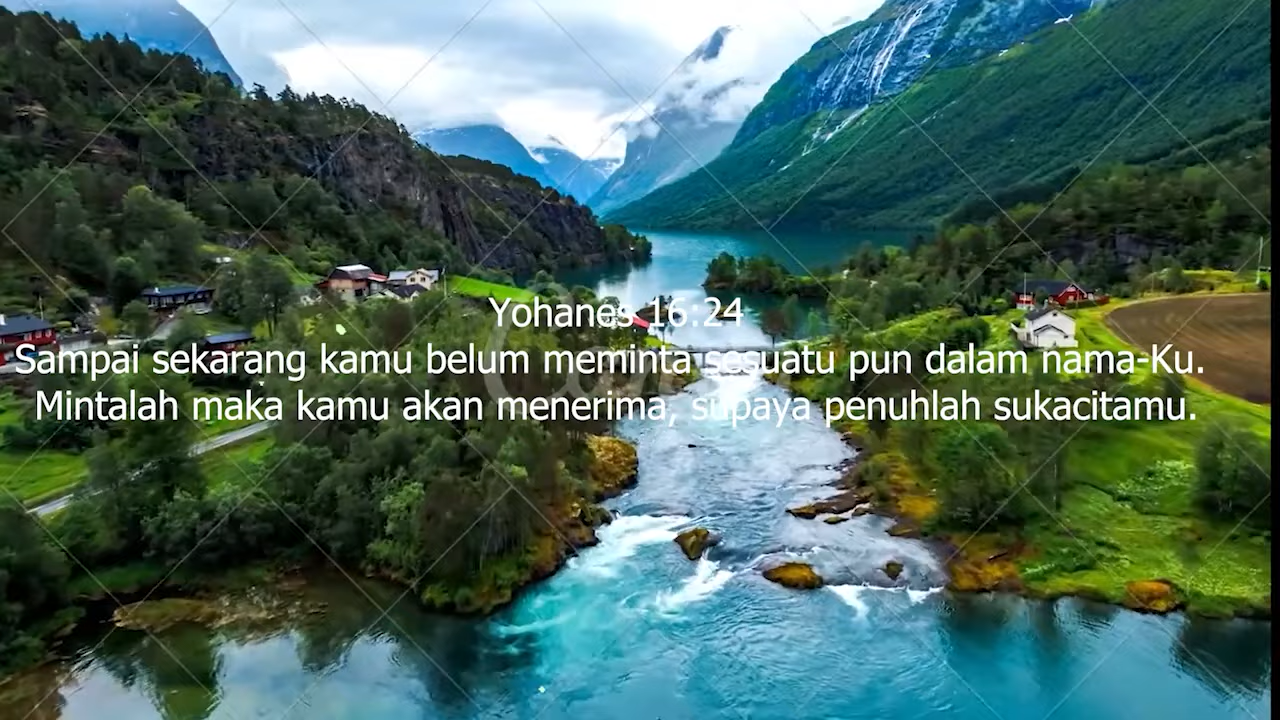 Yohanes 16:24
Sampai sekarang kamu belum meminta sesuatu pun dalam nama-Ku.
Mintalah maka kamu akan menerima, supaya penuhlah sukacitamu.